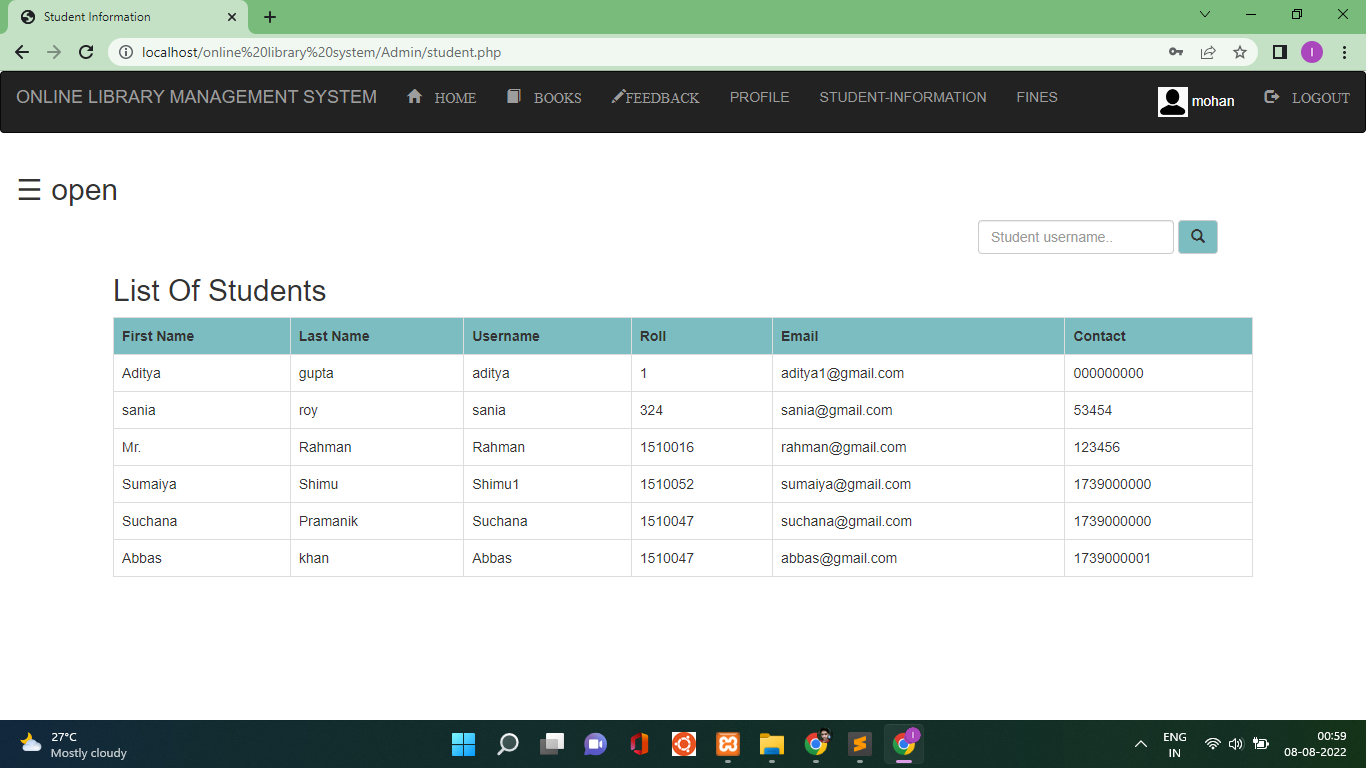 Student Information
localhost/online%20library%20system/Admin/student.php
I
ONLINE LIBRARY MANAGEMENT SYSTEM HOME BOOKS FEEDBACK PROFILE STUDENT-INFORMATION FINES mohan LOGOUT
☰ open
Student username..
List Of Students
First Name Last Name Username Roll Email Contact
Aditya gupta aditya 1 aditya1@gmail.com 000000000
sania roy sania 324 sania@gmail.com 53454
Mr. Rahman Rahman 1510016 rahman@gmail.com 123456
Sumaiya Shimu Shimu1 1510052 sumaiya@gmail.com 1739000000
Suchana Pramanik Suchana 1510047 suchana@gmail.com 1739000000
Abbas khan Abbas 1510047 abbas@gmail.com 1739000001
27°C
Mostly cloudy
I
ENG
IN
00:59
08-08-2022